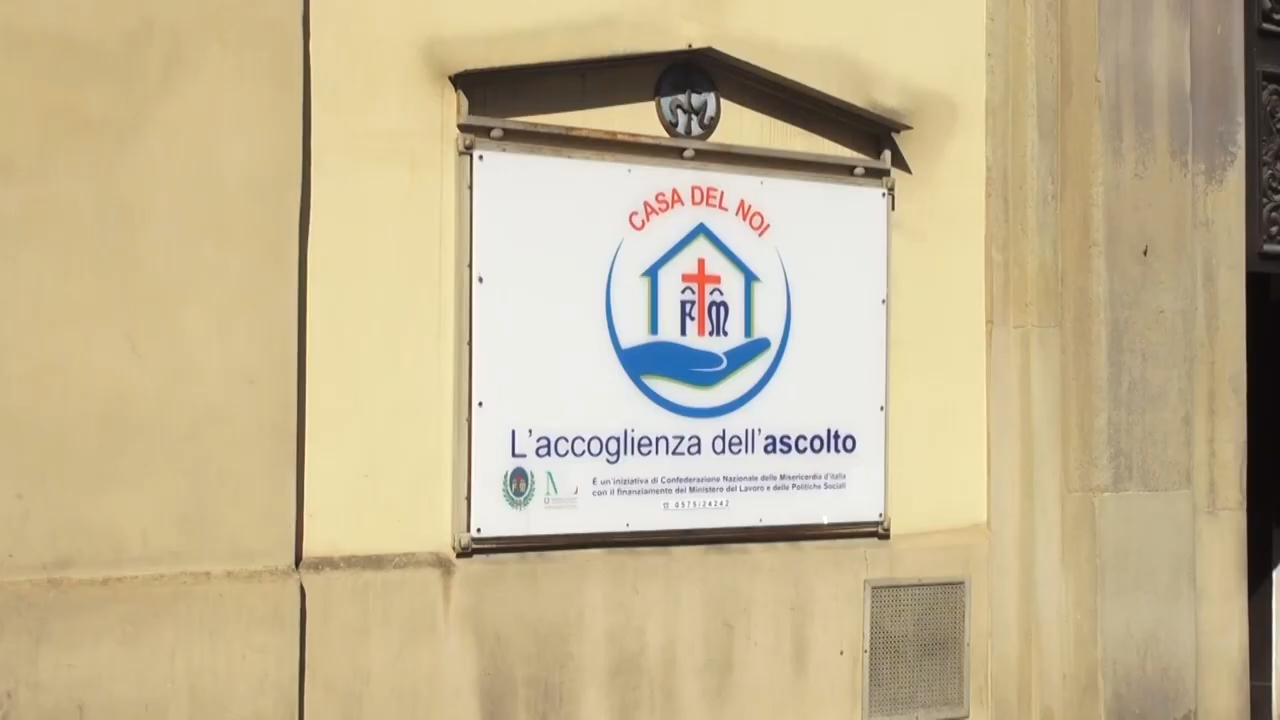 CASA DEL NOI
F M
L'accoglienza dell'ascolto
È un'iniziativa di Confederazione Nazionale delle Misericordia d'Italia
con il finanziamento del Ministero del Lavoro e delle Politiche Sociali
☎ 0575/24242